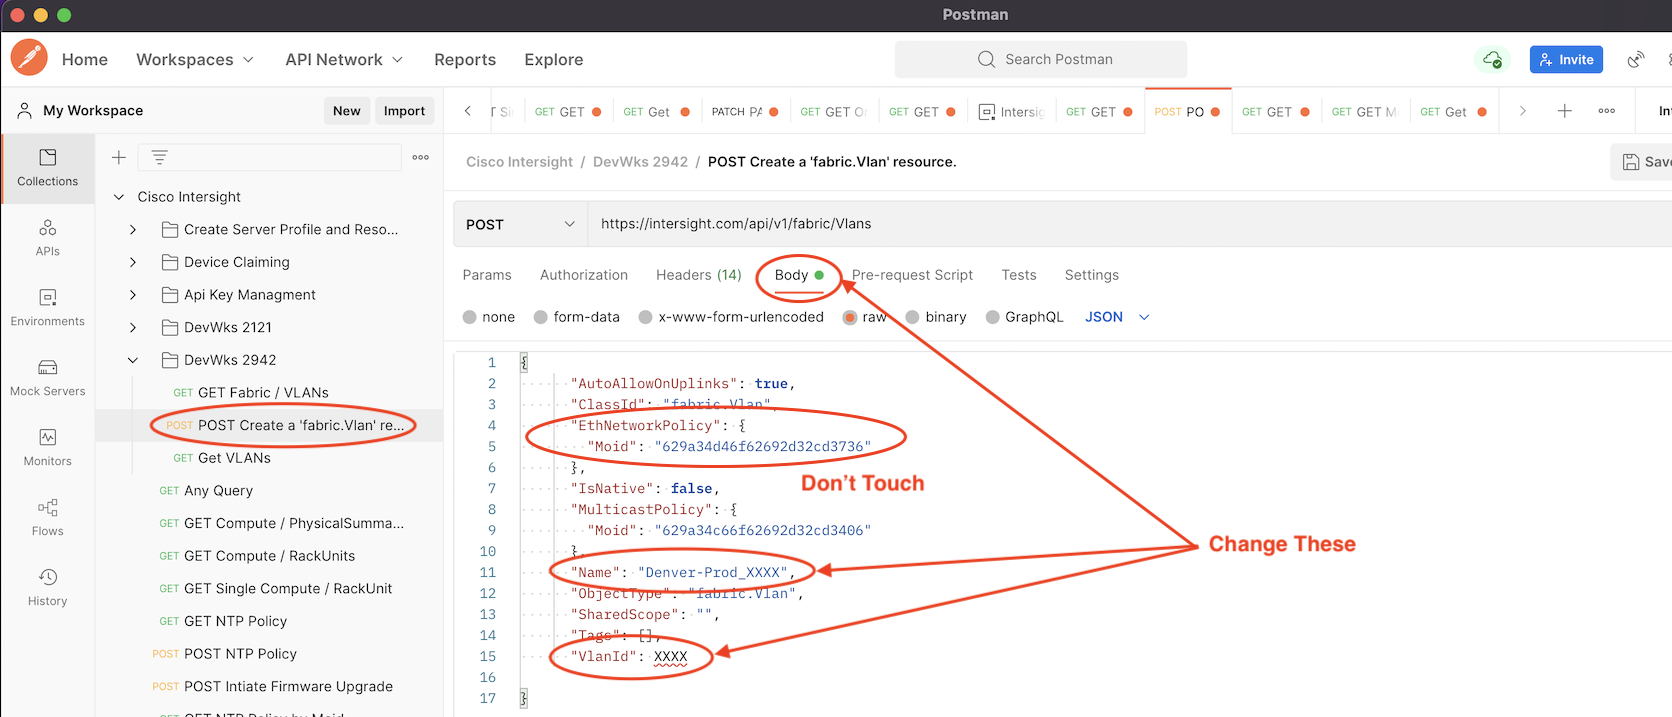 Postman
Home Workspaces API Network Reports Explore Search Postman Invite
My Workspace New Import GET GET GET Get PATCH GET GET GET GET Intersig GET GET POST PO GET GET GET GET M GET Get
Cisco Intersight / DevWks 2942 / POST Create a 'fabric.Vlan' resource. Save
Collections
APIs
Environments
Mock Servers
Monitors
Flows
History
Cisco Intersight
Create Server Profile and Reso...
Device Claiming
Api Key Managment
DevWks 2121
DevWks 2942
GET GET Fabric / VLANs
POST POST Create a 'fabric.Vlan' re...
GET Get VLANs
GET Any Query
GET GET Compute / PhysicalSumma...
GET GET Compute / RackUnits
GET GET Single Compute / RackUnit
GET GET NTP Policy
POST POST NTP Policy
POST POST Intiate Firmware Upgrade
GET GET NTP Policy by Moid
POST https://intersight.com/api/v1/fabric/Vlans
Params Authorization Headers (14) Body Pre-request Script Tests Settings
none form-data x-www-form-urlencoded raw binary GraphQL JSON
1 {
2 "AutoAllowOnUplinks": true,
3 "ClassId": "fabric.Vlan",
4 "EthNetworkPolicy": {
5 "Moid": "629a34d46f62692d32cd3736"
6 },
7 "IsNative": false,
8 "MulticastPolicy": {
9 "Moid": "629a34c66f62692d32cd3406"
10 },
11 "Name": "Denver-Prod_XXXX",
12 "ObjectType": "fabric.Vlan",
13 "SharedScope": "",
14 "Tags": [],
15 "VlanId": XXXX
16
17 }
Don't Touch
Change These